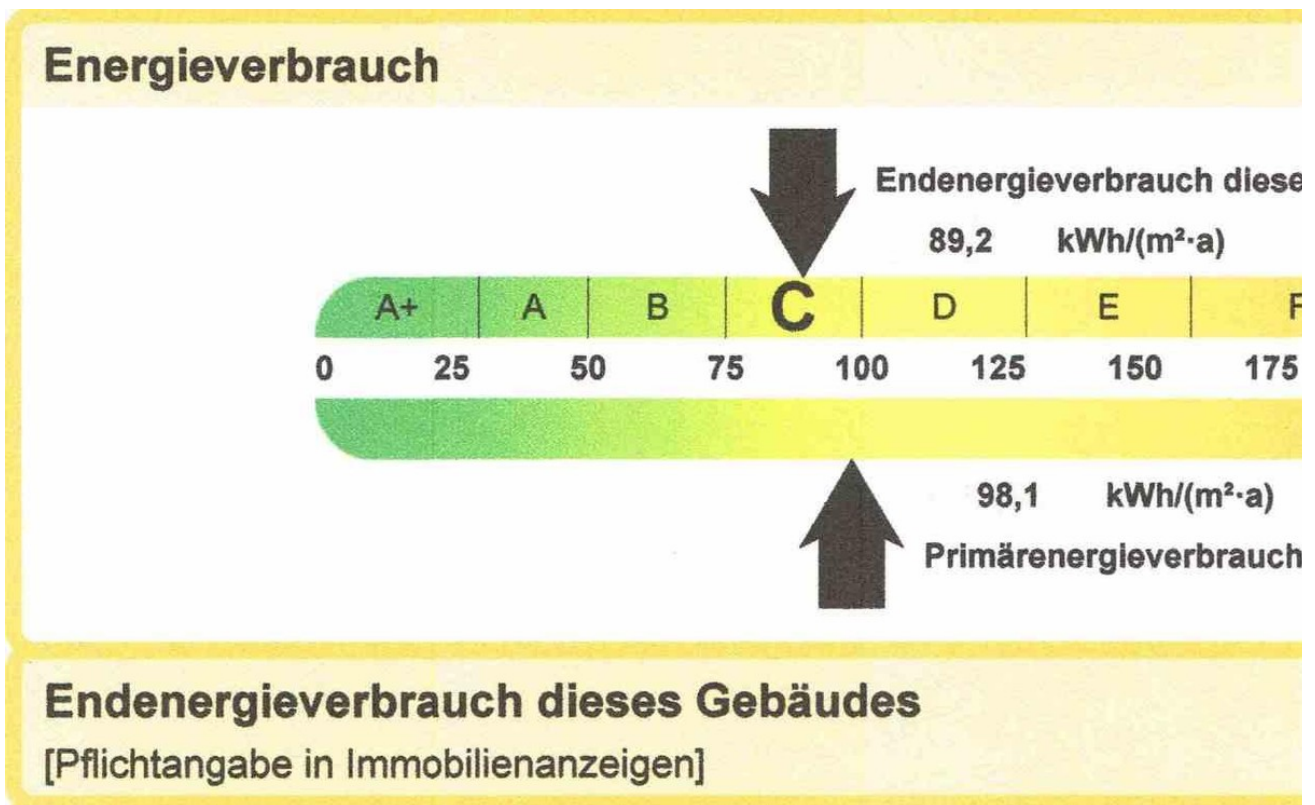 Energieverbrauch
Endenergieverbrauch diese
89,2 kWh/(m²·a)
A+ A B C D E F
0 25 50 75 100 125 150 175
98,1 kWh/(m²·a)
Primärenergieverbrauch
Endenergieverbrauch dieses Gebäudes
[Pflichtangabe in Immobilienanzeigen]